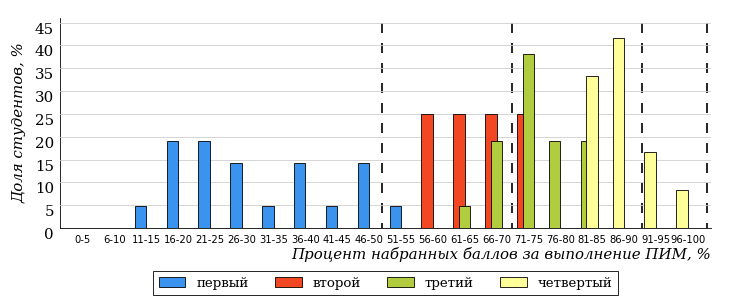 Доля студентов, %
45
40
35
30
25
20
15
10
5
0
0-5 6-10 11-15 16-20 21-25 26-30 31-35 36-40 41-45 46-50 51-55 56-60 61-65 66-70 71-75 76-80 81-85 86-90 91-95 96-100
Процент набранных баллов за выполнение ПИМ, %
первый второй третий четвертый